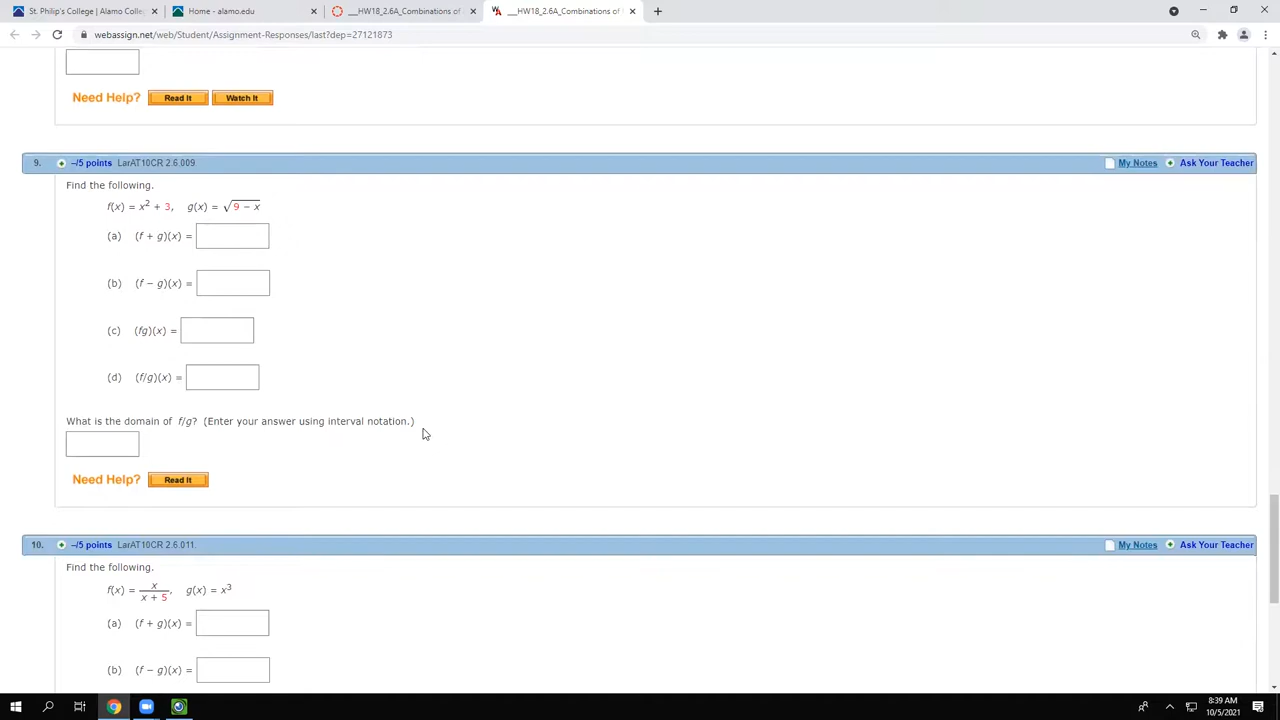 St. Philip's College | Alamo Colleg
Home - alamo.edu
__HW18_2.6A_Combinations of
__HW18_2.6A_Combinations of
webassign.net/web/Student/Assignment-Responses/last?dep=27121873
Need Help? Read It Watch It
9. –/5 points LarAT10CR 2.6.009. My Notes Ask Your Teacher
Find the following.
f(x) = x² + 3, g(x) = √9 − x
(a) (f + g)(x) =
(b) (f − g)(x) =
(c) (fg)(x) =
(d) (f/g)(x) =
What is the domain of f/g? (Enter your answer using interval notation.)
Need Help? Read It
10. –/5 points LarAT10CR 2.6.011. My Notes Ask Your Teacher
Find the following.
f(x) = x/x + 5, g(x) = x³
(a) (f + g)(x) =
(b) (f − g)(x) =
8:39 AM
10/5/2021